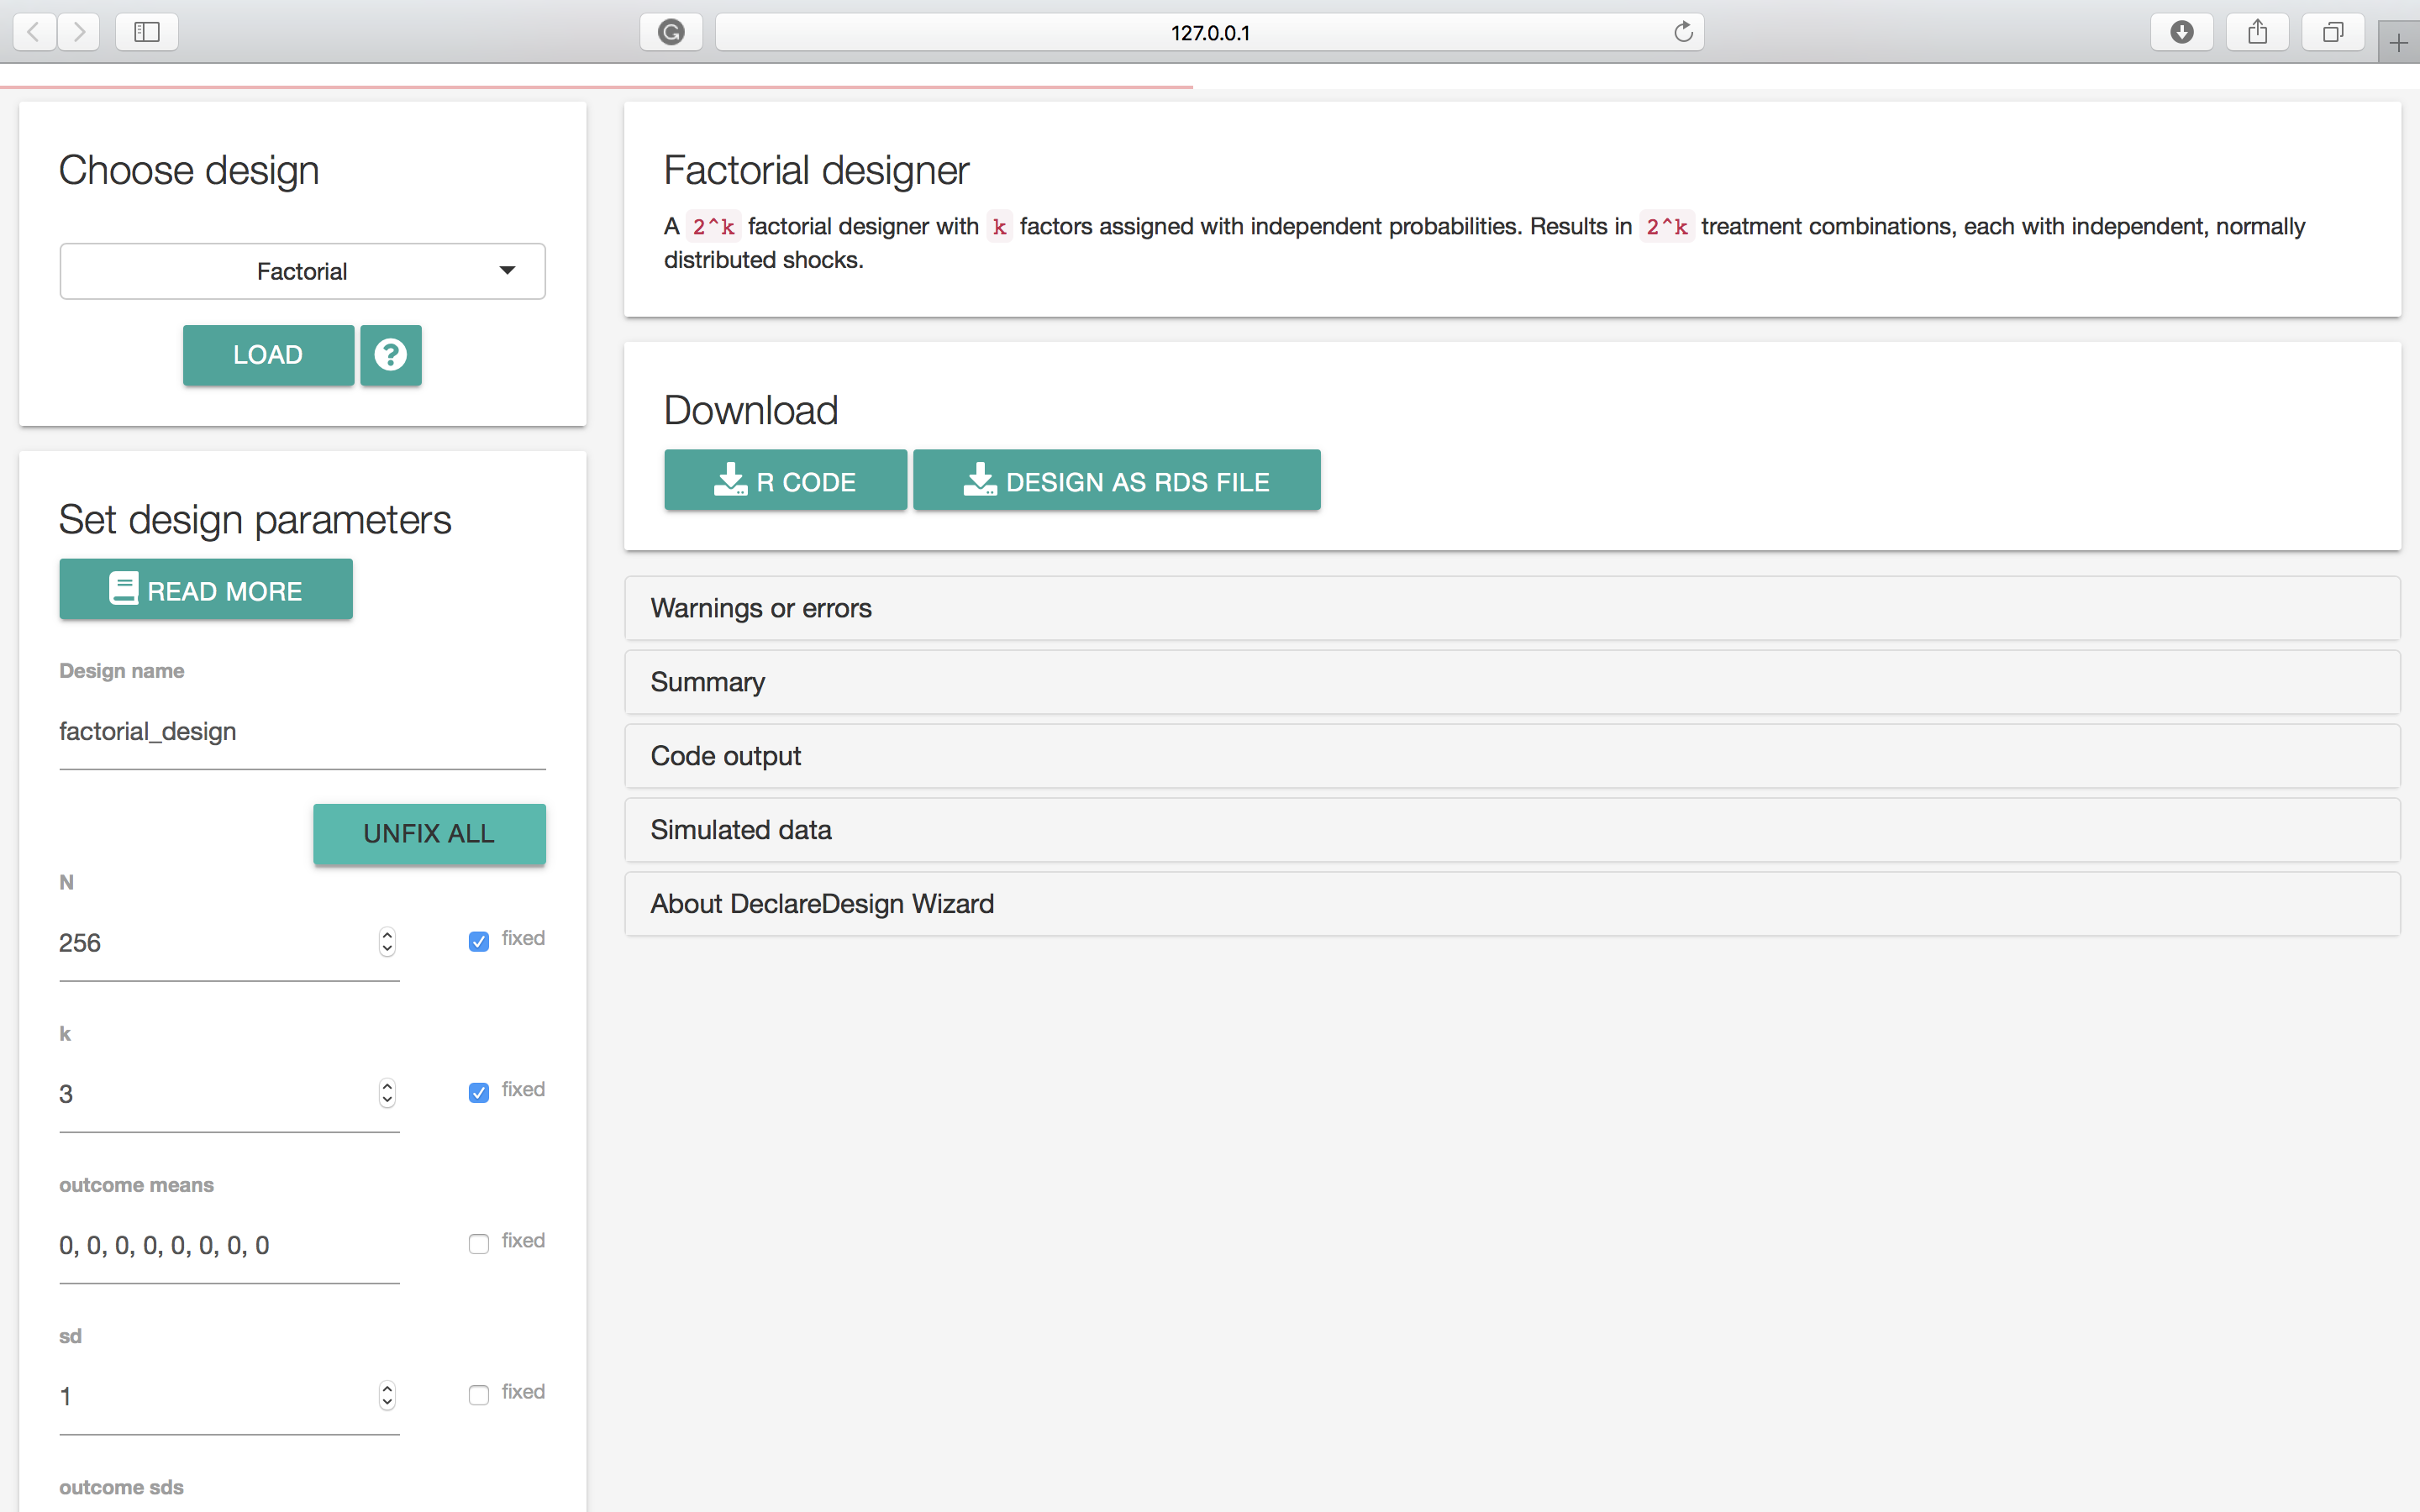 127.0.0.1
Choose design
Factorial
LOAD
Set design parameters
READ MORE
Design name
factorial_design
UNFIX ALL
N
256
fixed
k
3
fixed
outcome means
0, 0, 0, 0, 0, 0, 0, 0
fixed
sd
1
fixed
outcome sds
Factorial designer
A 2^k factorial designer with k factors assigned with independent probabilities. Results in 2^k treatment combinations, each with independent, normally
distributed shocks.
Download
R CODE
DESIGN AS RDS FILE
Warnings or errors
Summary
Code output
Simulated data
About DeclareDesign Wizard